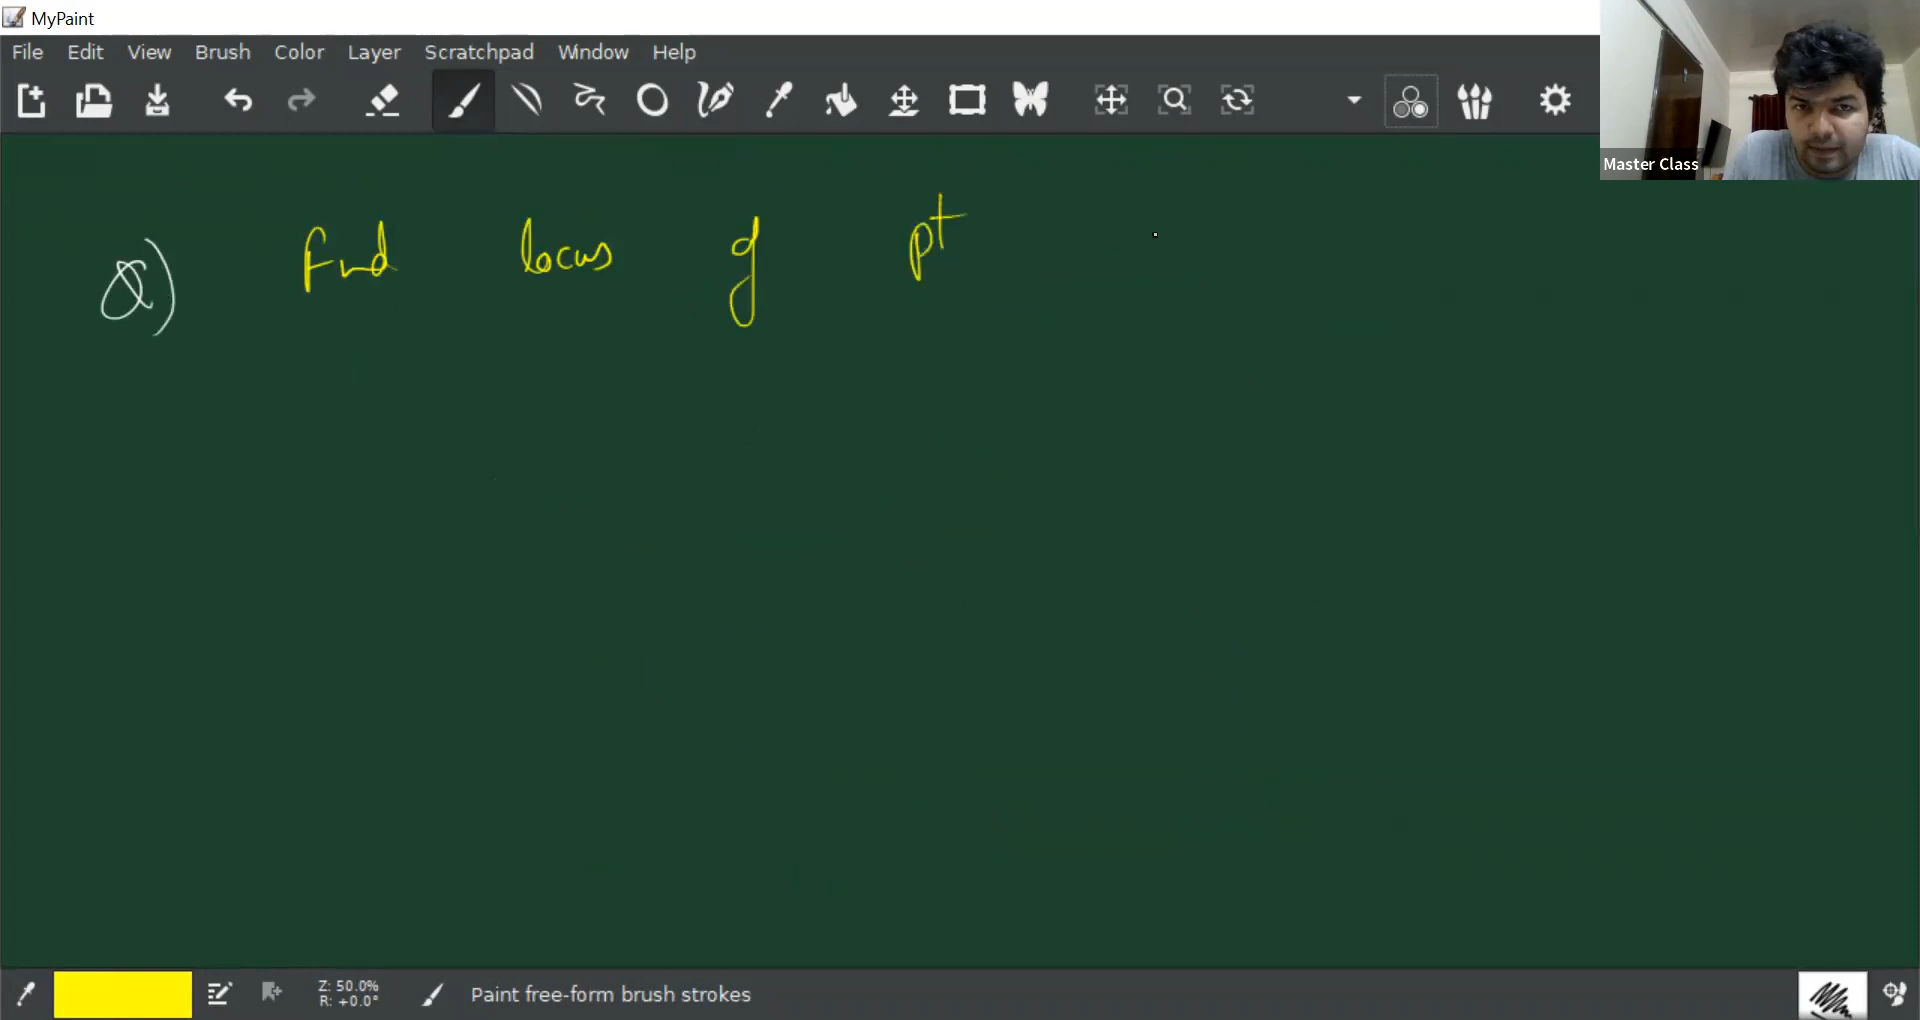 MyPaint
File Edit View Brush Color Layer Scratchpad Window Help
Master Class
Q) Find locus of pt
Z: 50.0%
R: +0.0°
Paint free-form brush strokes